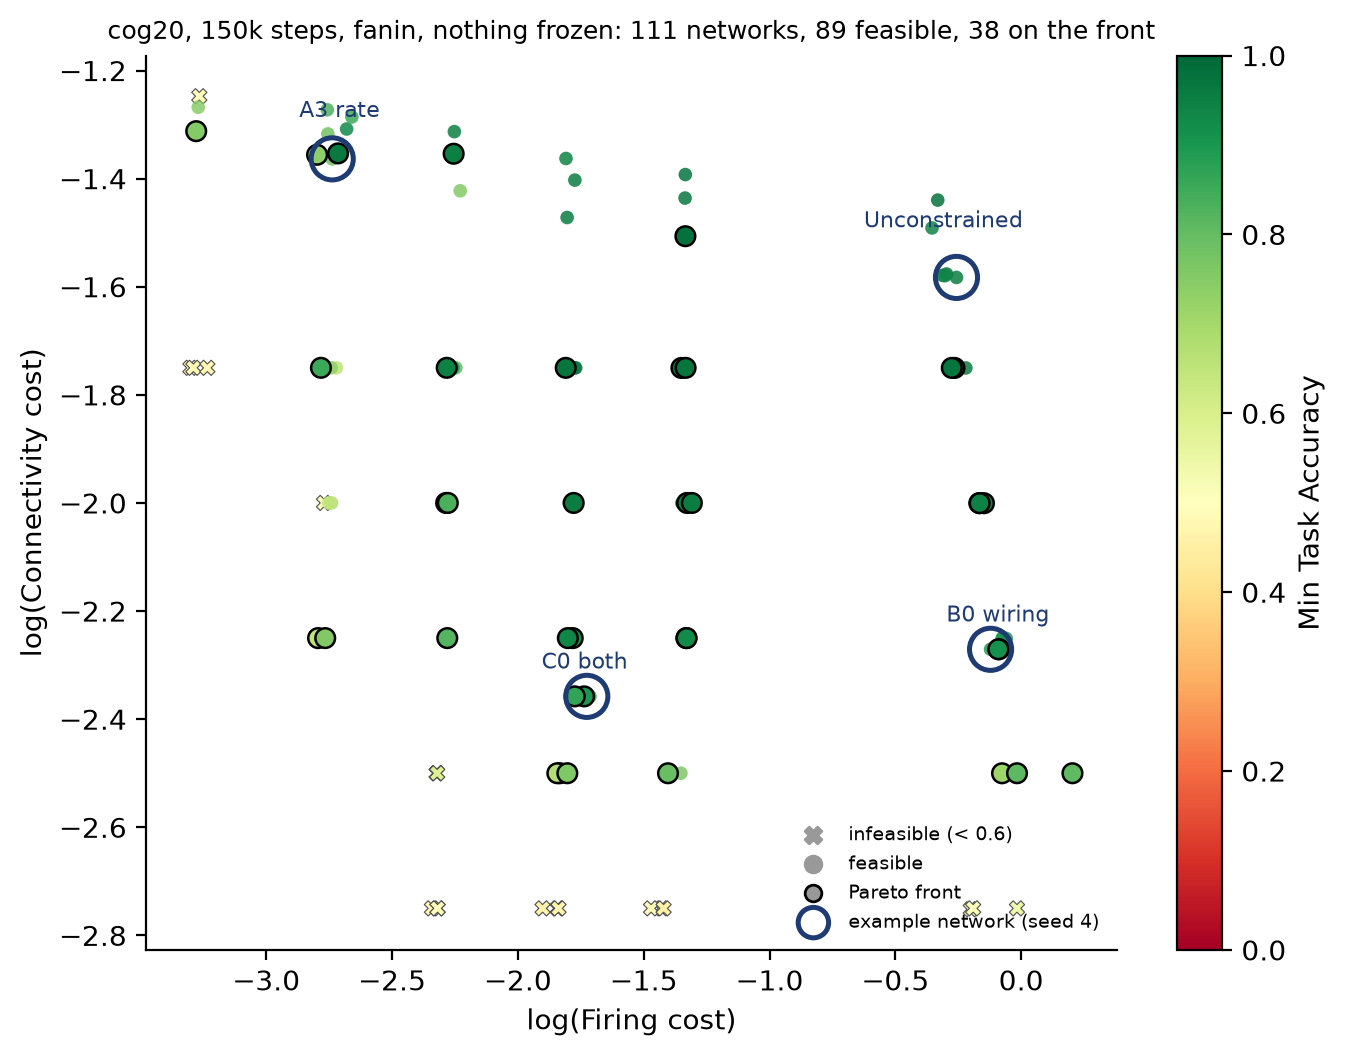 cog20, 150k steps, fanin, nothing frozen: 111 networks, 89 feasible, 38 on the front
A3 rate
Unconstrained
B0 wiring
C0 both
infeasible (< 0.6)
feasible
Pareto front
example network (seed 4)
−1.2
−1.4
−1.6
−1.8
−2.0
−2.2
−2.4
−2.6
−2.8
log(Connectivity cost)
−3.0
−2.5
−2.0
−1.5
−1.0
−0.5
0.0
log(Firing cost)
1.0
0.8
0.6
0.4
0.2
0.0
Min Task Accuracy